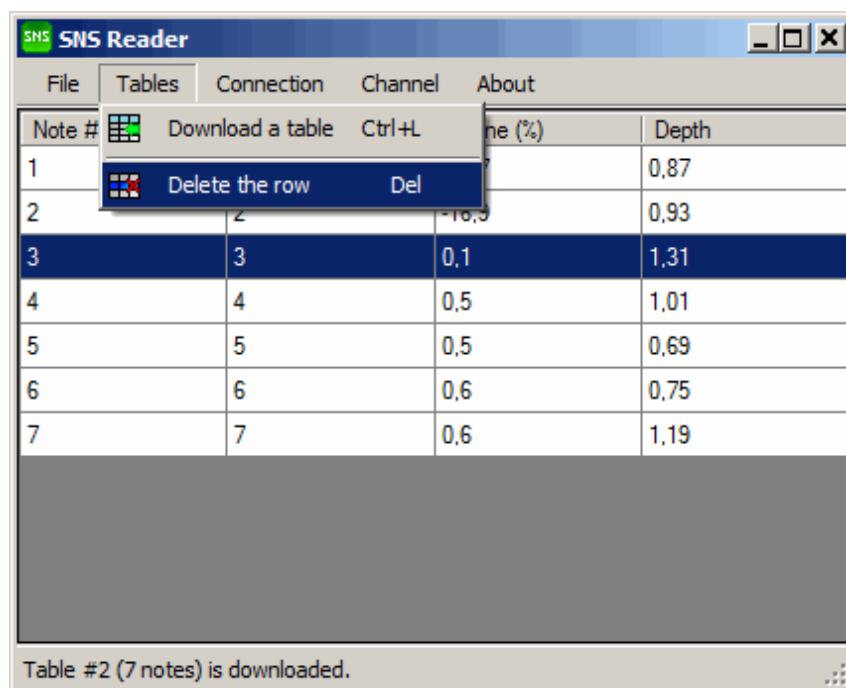 SNS SNS Reader
File Tables Connection Channel About
Note # ne (%) Depth
Download a table Ctrl+L
1 7 0,87
Delete the row Del
2 2 -16,9 0,93
3 3 0,1 1,31
4 4 0,5 1,01
5 5 0,5 0,69
6 6 0,6 0,75
7 7 0,6 1,19
Table #2 (7 notes) is downloaded.